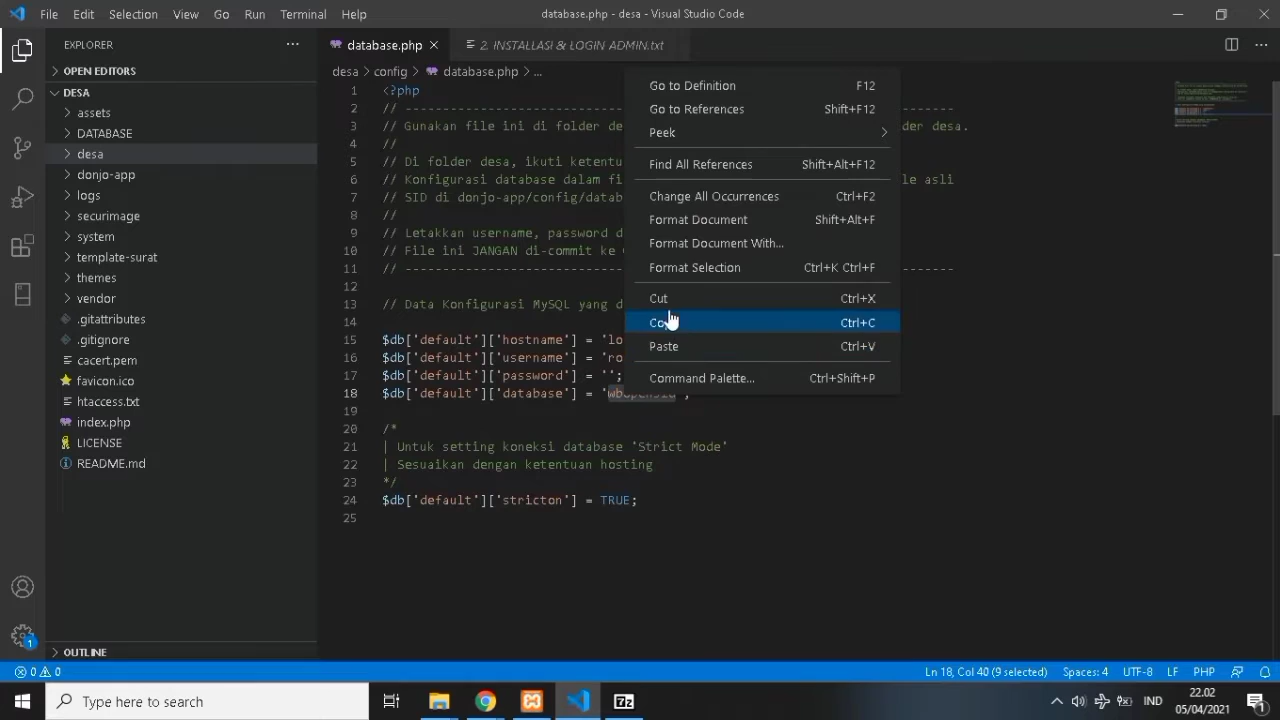 File Edit Selection View Go Run Terminal Help database.php - desa - Visual Studio Code
EXPLORER
database.php
2. INSTALLASI & LOGIN ADMIN.txt
OPEN EDITORS
desa > config > database.php > ...
DESA
assets
DATABASE
desa
donjo-app
logs
securimage
system
template-surat
themes
vendor
.gitattributes
.gitignore
cacert.pem
favicon.ico
htaccess.txt
index.php
LICENSE
README.md
OUTLINE
1 <?php
2 // ----------------------------------
3 // Gunakan file ini di folder der desa.
4 //
5 // Di folder desa, ikuti
6 // Konfigurasi database dalam le asli
7 // SID di donjo-app/config/datab
8 //
9 // Letakkan username, password d
10 // File ini JANGAN di-commit ke
11 // ----------------------------------
12
13 // Data Konfigurasi MySQL yang d
14
15 $db['default']['hostname'] = 'lo
16 $db['default']['username'] = 'ro
17 $db['default']['password'] = '';
18 $db['default']['database'] = '
19
20 /*
21 | Untuk setting koneksi database 'Strict Mode'
22 | Sesuaikan dengan ketentuan hosting
23 */
24 $db['default']['stricton'] = TRUE;
25
Go to Definition F12
Go to References Shift+F12
Peek
Find All References Shift+Alt+F12
Change All Occurrences Ctrl+F2
Format Document Shift+Alt+F
Format Document With...
Format Selection Ctrl+K Ctrl+F
Cut Ctrl+X
Copy Ctrl+C
Paste Ctrl+V
Command Palette... Ctrl+Shift+P
1
0 0 Ln 18, Col 40 (9 selected) Spaces: 4 UTF-8 LF PHP
Type here to search
IND
22.02
05/04/2021
1